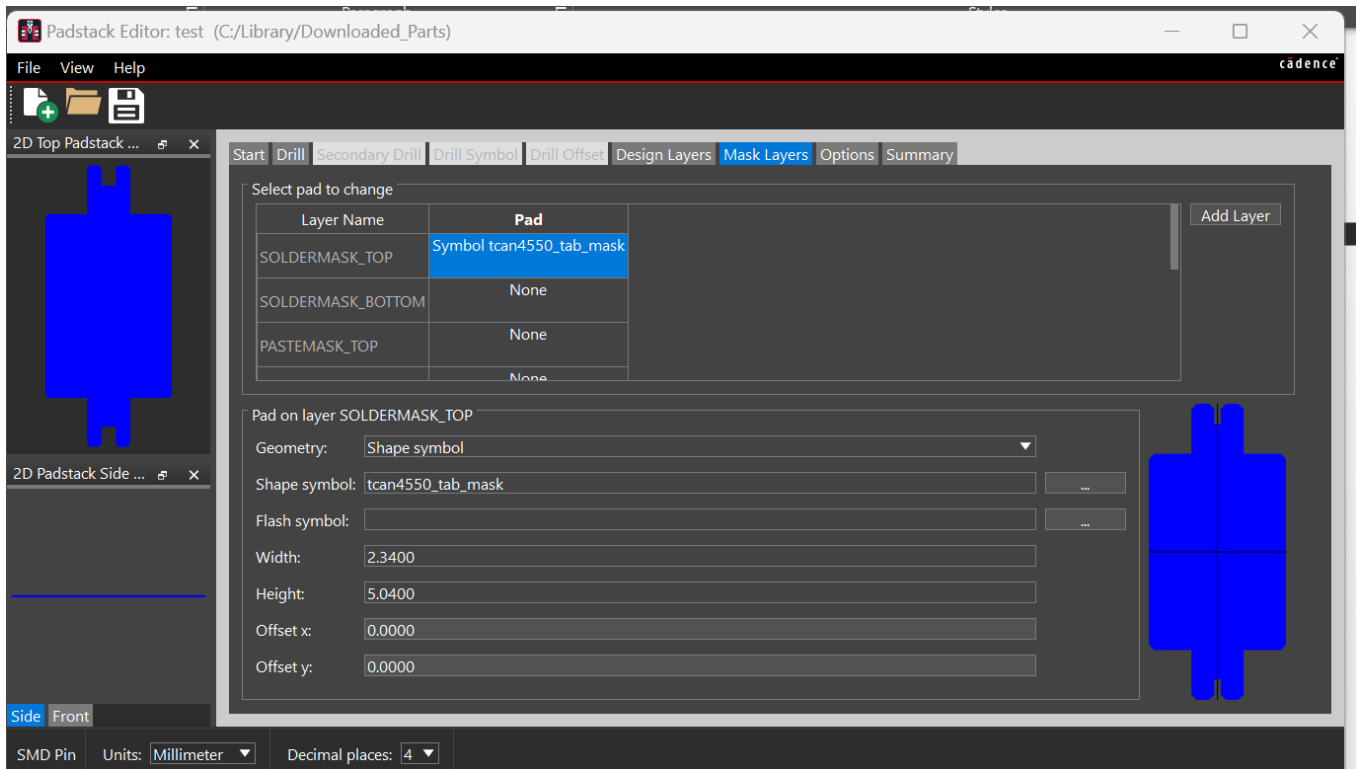 Padstack Editor: test (C:/Library/Downloaded_Parts)
File View Help
cādence
2D Top Padstack ...
Start Drill Secondary Drill Drill Symbol Drill Offset Design Layers Mask Layers Options Summary
Select pad to change
Layer Name Pad
Add Layer
SOLDERMASK_TOP Symbol tcan4550_tab_mask
SOLDERMASK_BOTTOM None
PASTEMASK_TOP None
None
Pad on layer SOLDERMASK_TOP
Geometry: Shape symbol
2D Padstack Side ...
Shape symbol: tcan4550_tab_mask ...
Flash symbol: ...
Width: 2.3400
Height: 5.0400
Offset x: 0.0000
Offset y: 0.0000
Side Front
SMD Pin Units: Millimeter Decimal places: 4